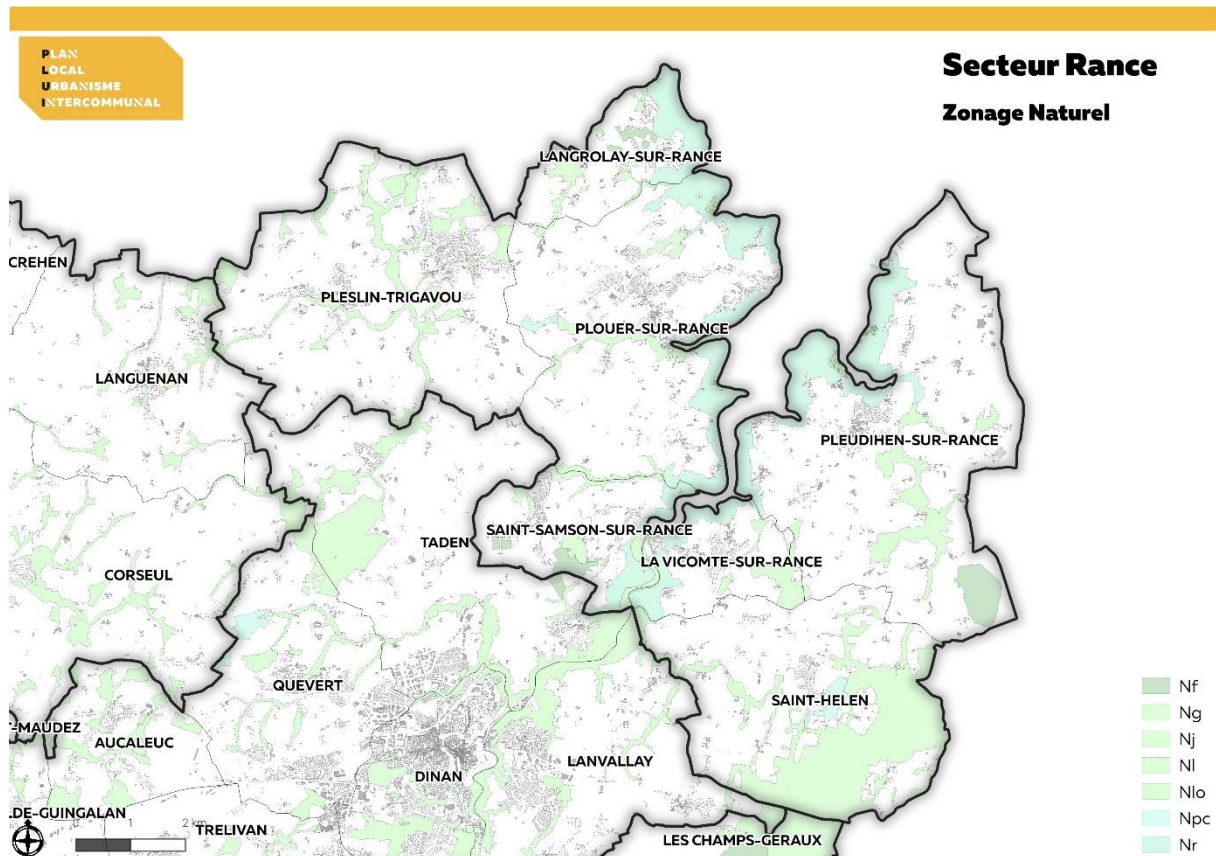 PLAN
LOCAL
URBANISME
INTERCOMMUNAL
Secteur Rance
Zonage Naturel
LANGROLAY-SUR-RANCE
CREHEN
PLESLIN-TRIGAVOU
PLOUER-SUR-RANCE
LANGUENAN
PLEUDIHEN-SUR-RANCE
SAINT-SAMSON-SUR-RANCE
TADEN
LA VICOMTE-SUR-RANCE
CORSEUL
QUEVERT
SAINT-HELEN
T-MAUDEZ
AUCALEUC
LANVALLAY
DINAN
LDE-GUINGALAN
0 1 2 km
TRELIVAN
LES CHAMPS-GERAUX
Nf
Ng
Nj
Nl
Nlo
Npc
Nr